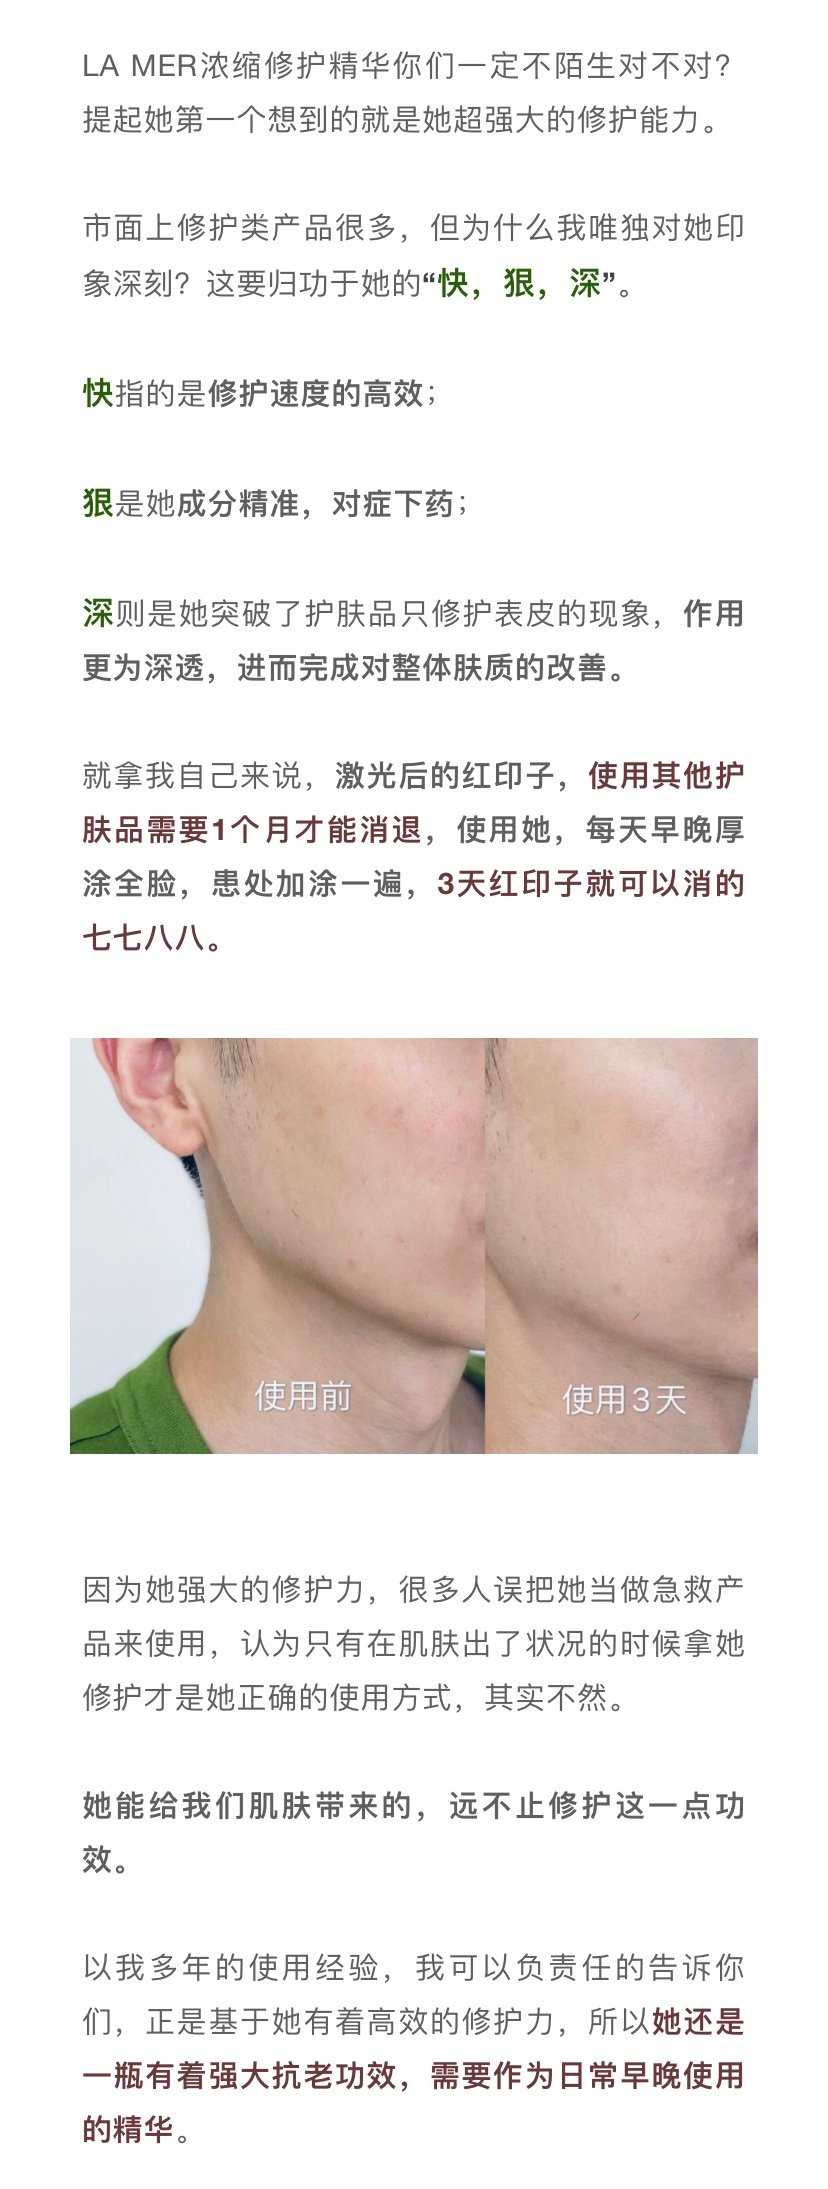 LA MER浓缩修护精华你们一定不陌生对不对？
提起她第一个想到的就是她超强大的修护能力。
市面上修护类产品很多，但为什么我唯独对她印
象深刻？这要归功于她的“快，狠，深”。
快指的是修护速度的高效；
狠是她成分精准，对症下药；
深则是她突破了护肤品只修护表皮的现象，作用
更为深透，进而完成对整体肤质的改善。
就拿我自己来说，激光后的红印子，使用其他护
肤品需要1个月才能消退，使用她，每天早晚厚
涂全脸，患处加涂一遍，3天红印子就可以消的
七七八八。
使用前
使用3天
因为她强大的修护力，很多人误把她当做急救产
品来使用，认为只有在肌肤出了状况的时候拿她
修护才是她正确的使用方式，其实不然。
她能给我们肌肤带来的，远不止修护这一点功
效。
以我多年的使用经验，我可以负责任的告诉你
们，正是基于她有着高效的修护力，所以她还是
一瓶有着强大抗老功效，需要作为日常早晚使用
的精华。